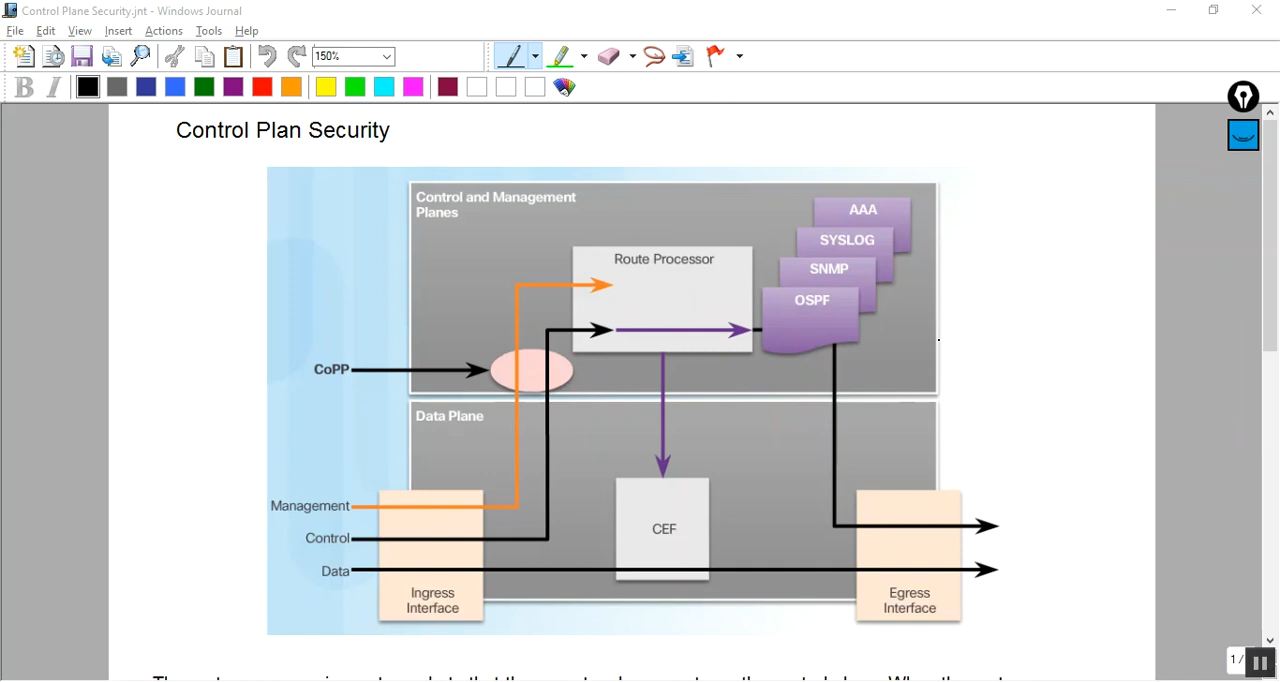 Control Plane Security.jnt - Windows Journal
File Edit View Insert Actions Tools Help
150%
B I
Control Plan Security
Control and Management
Planes
AAA
SYSLOG
SNMP
OSPF
Route Processor
CoPP
Data Plane
Management
Control
Data
CEF
Ingress
Interface
Egress
Interface
1/